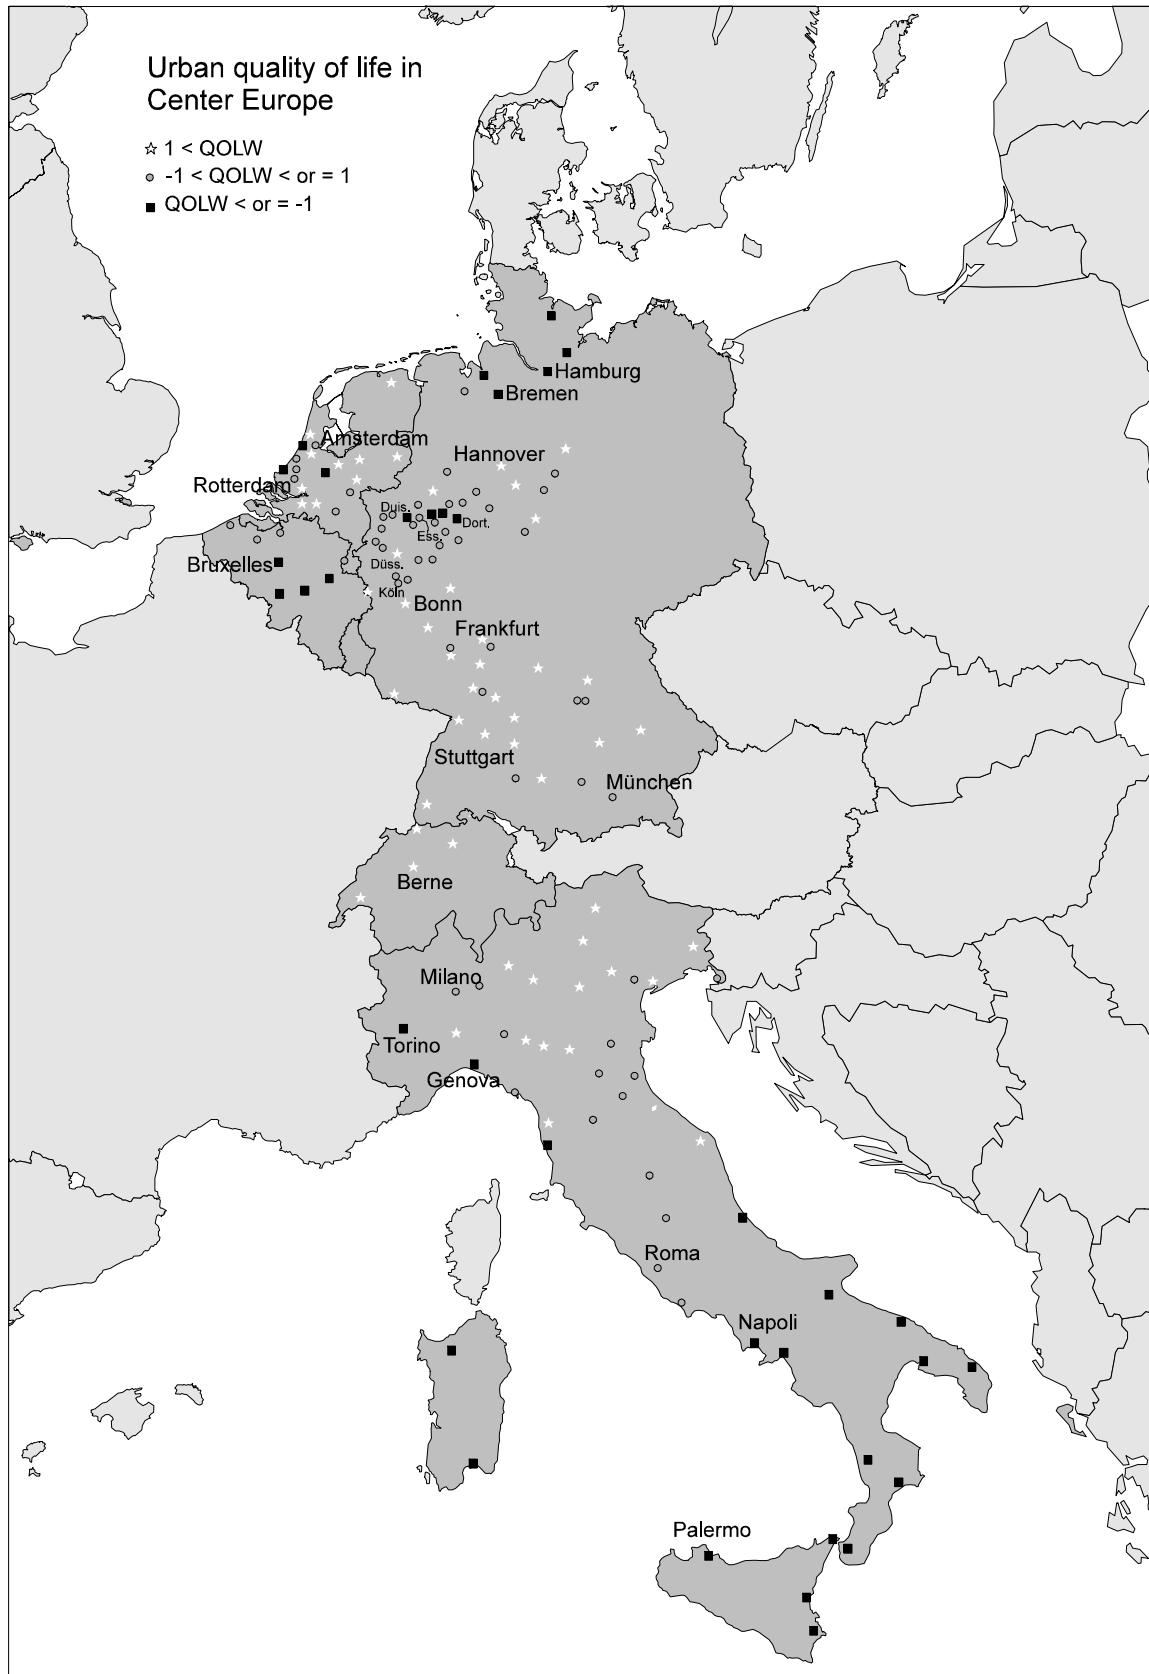 Urban quality of life in
Center Europe
1 < QOLW
-1 < QOLW < or = 1
QOLW < or = -1
Hamburg
Bremen
Amsterdam
Hannover
Rotterdam
Duis.
Dort.
Ess.
Bruxelles
Düss.
Köln
Bonn
Frankfurt
Stuttgart
München
Berne
Milano
Torino
Genova
Roma
Napoli
Palermo